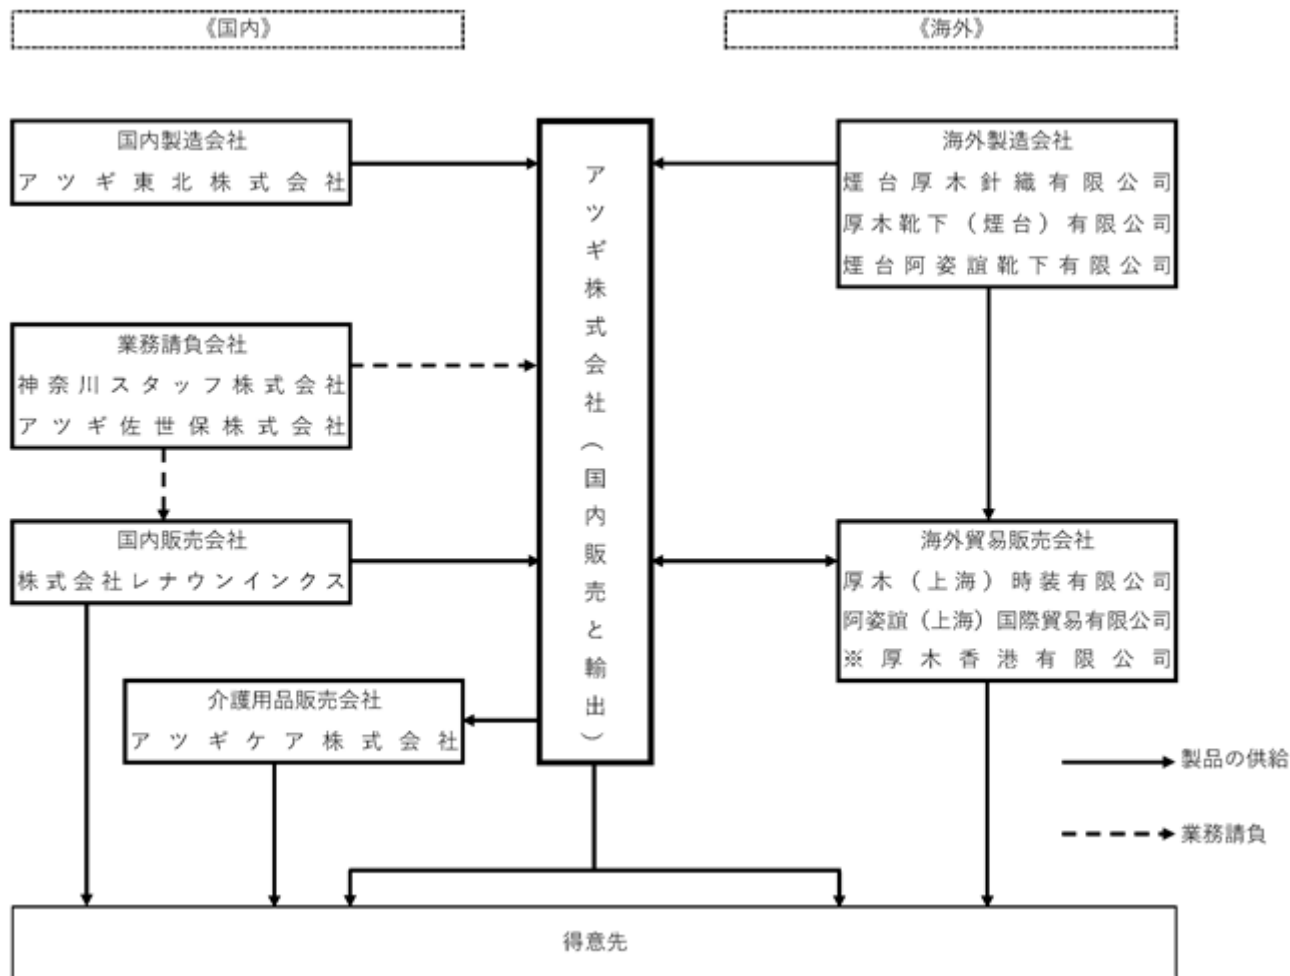 《国内》
《海外》
国内製造会社
アツギ東北株式会社
業務請負会社
神奈川スタッフ株式会社
アツギ佐世保株式会社
国内販売会社
株式会社レナウンインクス
介護用品販売会社
アツギケア株式会社
アツギ株式会社（国内販売と輸出）
海外製造会社
煙台厚木針織有限公司
厚木靴下（煙台）有限公司
煙台阿姿誼靴下有限公司
海外貿易販売会社
厚木（上海）時装有限公司
阿姿誼（上海）国際貿易有限公司
※厚木香港有限公司
製品の供給
業務請負
得意先